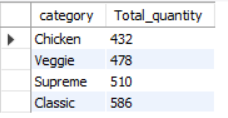 category Total_quantity
Chicken 432
Veggie 478
Supreme 510
Classic 586